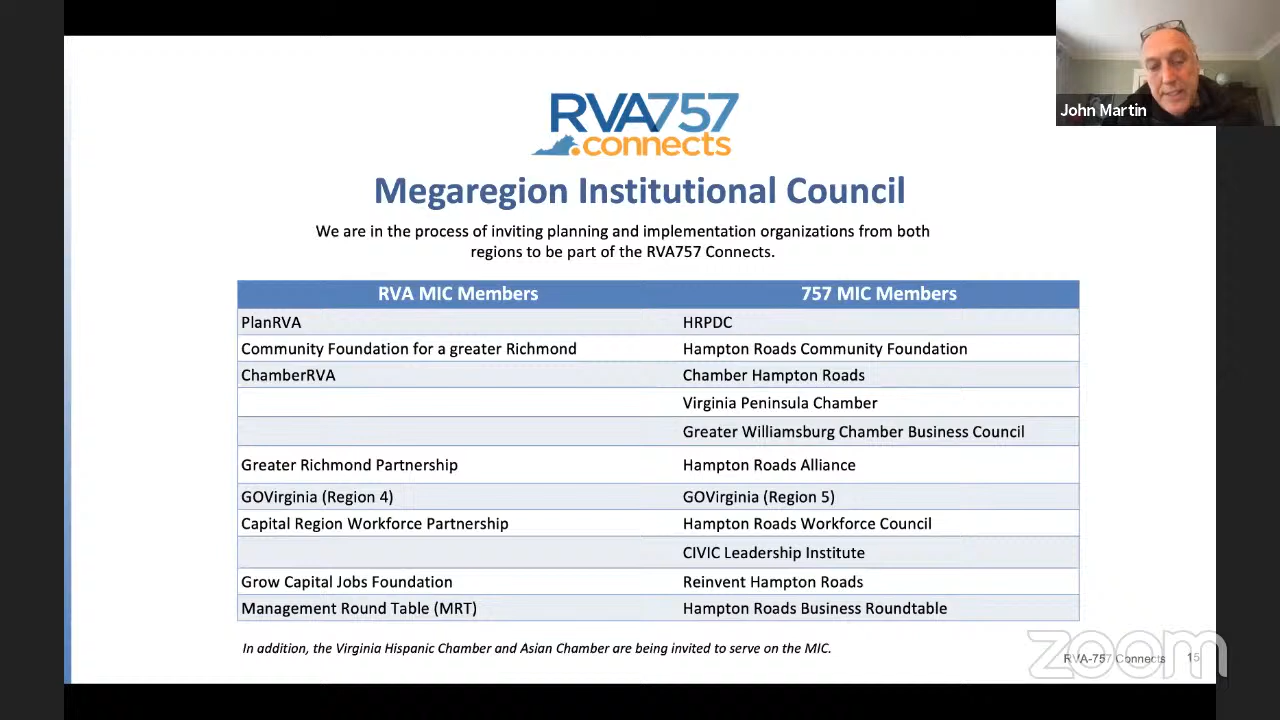 John Martin
RVA757
connects
Megaregion Institutional Council
We are in the process of inviting planning and implementation organizations from both
regions to be part of the RVA757 Connects.
RVA MIC Members 757 MIC Members
PlanRVA HRPDC
Community Foundation for a greater Richmond Hampton Roads Community Foundation
ChamberRVA Chamber Hampton Roads
Virginia Peninsula Chamber
Greater Williamsburg Chamber Business Council
Greater Richmond Partnership Hampton Roads Alliance
GOVirginia (Region 4) GOVirginia (Region 5)
Capital Region Workforce Partnership Hampton Roads Workforce Council
CIVIC Leadership Institute
Grow Capital Jobs Foundation Reinvent Hampton Roads
Management Round Table (MRT) Hampton Roads Business Roundtable
In addition, the Virginia Hispanic Chamber and Asian Chamber are being invited to serve on the MIC.
RVA-757 Connects 15
zoom